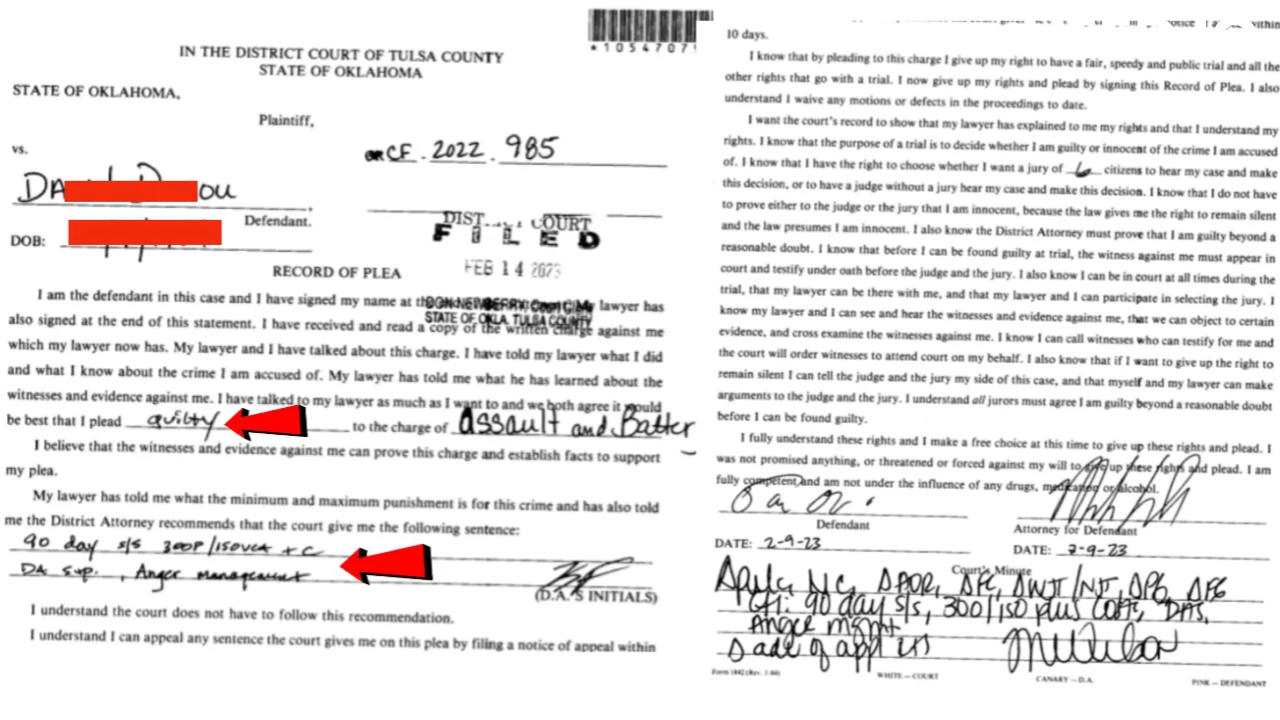 *1054707
IN THE DISTRICT COURT OF TULSA COUNTY
STATE OF OKLAHOMA
STATE OF OKLAHOMA,
Plaintiff,
vs.
CF - 2022 - 985
DA OU
Defendant.
DOB:
DIST COURT
FILED
FEB 14 2023
RECORD OF PLEA
DON NEWBERRY, Court Clerk
STATE OF OKLA. TULSA COUNTY
I am the defendant in this case and I have signed my name at the My lawyer has
also signed at the end of this statement. I have received and read a copy of the written charge against me
which my lawyer now has. My lawyer and I have talked about this charge. I have told my lawyer what I did
and what I know about the crime I am accused of. My lawyer has told me what he has learned about the
witnesses and evidence against me. I have talked to my lawyer as much as I want to and we both agree it would
be best that I plead guilty to the charge of Assault and Batter
I believe that the witnesses and evidence against me can prove this charge and establish facts to support
my plea.
My lawyer has told me what the minimum and maximum punishment is for this crime and has also told
me the District Attorney recommends that the court give me the following sentence:
90 day s/s 300F/150VCA + C
DA sup., Anger management
(D.A.'S INITIALS)
I understand the court does not have to follow this recommendation.
I understand I can appeal any sentence the court gives me on this plea by filing a notice of appeal within
10 days.
I know that by pleading to this charge I give up my right to have a fair, speedy and public trial and all the
other rights that go with a trial. I now give up my rights and plead by signing this Record of Plea. I also
understand I waive any motions or defects in the proceedings to date.
I want the court's record to show that my lawyer has explained to me my rights and that I understand my
rights. I know that the purpose of a trial is to decide whether I am guilty or innocent of the crime I am accused
of. I know that I have the right to choose whether I want a jury of 6 citizens to hear my case and make
this decision, or to have a judge without a jury hear my case and make this decision. I know that I do not have
to prove either to the judge or the jury that I am innocent, because the law gives me the right to remain silent
and the law presumes I am innocent. I also know the District Attorney must prove that I am guilty beyond a
reasonable doubt. I know that before I can be found guilty at trial, the witness against me must appear in
court and testify under oath before the judge and the jury. I also know I can be in court at all times during the
trial, that my lawyer can be there with me, and that my lawyer and I can participate in selecting the jury. I
know my lawyer and I can see and hear the witnesses and evidence against me, that we can object to certain
evidence, and cross examine the witnesses against me. I know I can call witnesses who can testify for me and
the court will order witnesses to attend court on my behalf. I also know that if I want to give up the right to
remain silent I can tell the judge and the jury my side of this case, and that myself and my lawyer can make
arguments to the judge and the jury. I understand all jurors must agree I am guilty beyond a reasonable doubt
before I can be found guilty.
I fully understand these rights and I make a free choice at this time to give up these rights and plead. I
was not promised anything, or threatened or forced against my will to give up these rights and plead. I am
fully competent and am not under the influence of any drugs, medication or alcohol.
Defendant
Attorney for Defendant
DATE: 2-9-23
DATE: 2-9-23
Court's Minute
90 day s/s, 300/150 plus costs, DAS,
Anger mgmt
Form 1842 (Rev. 1-84)
WHITE — COURT
CANARY — D.A.
PINK — DEFENDANT